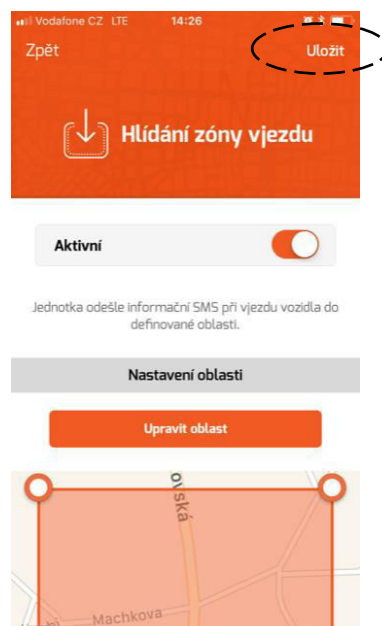 Vodafone CZ LTE 14:26
Zpět Uložit
Hlídání zóny vjezdu
Aktivní
Jednotka odešle informační SMS při vjezdu vozidla do
definované oblasti.
Nastavení oblasti
Upravit oblast
ovská
Machkova